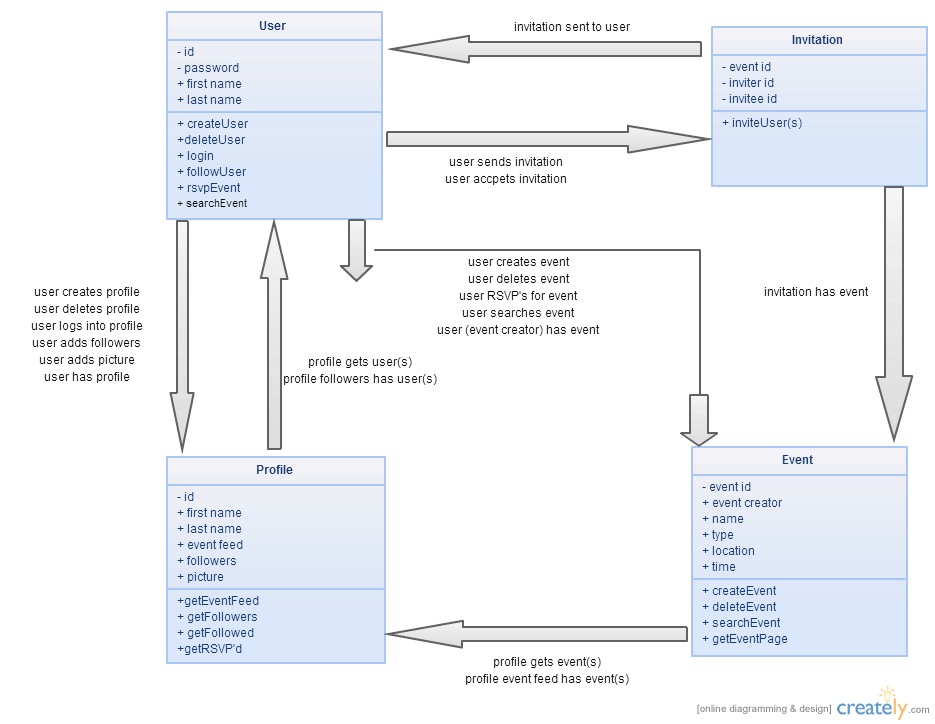 User
- id
- password
+ first name
+ last name
+ createUser
+deleteUser
+ login
+ followUser
+ rsvpEvent
+ searchEvent
invitation sent to user
Invitation
- event id
- inviter id
- invitee id
+ inviteUser(s)
user sends invitation
user accpets invitation
user creates profile
user deletes profile
user logs into profile
user adds followers
user adds picture
user has profile
profile gets user(s)
profile followers has user(s)
user creates event
user deletes event
user RSVP's for event
user searches event
user (event creator) has event
invitation has event
Profile
- id
+ first name
+ last name
+ event feed
+ followers
+ picture
+getEventFeed
+ getFollowers
+ getFollowed
+getRSVP'd
Event
- event id
+ event creator
+ name
+ type
+ location
+ time
+ createEvent
+ deleteEvent
+ searchEvent
+ getEventPage
profile gets event(s)
profile event feed has event(s)
[online diagramming & design] creately.com